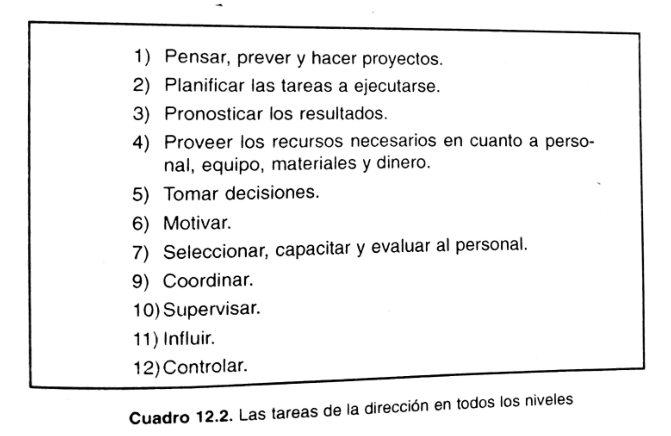 1) Pensar, prever y hacer proyectos.
2) Planificar las tareas a ejecutarse.
3) Pronosticar los resultados.
4) Proveer los recursos necesarios en cuanto a perso-
nal, equipo, materiales y dinero.
5) Tomar decisiones.
6) Motivar.
7) Seleccionar, capacitar y evaluar al personal.
9) Coordinar.
10) Supervisar.
11) Influir.
12) Controlar.
Cuadro 12.2. Las tareas de la dirección en todos los niveles